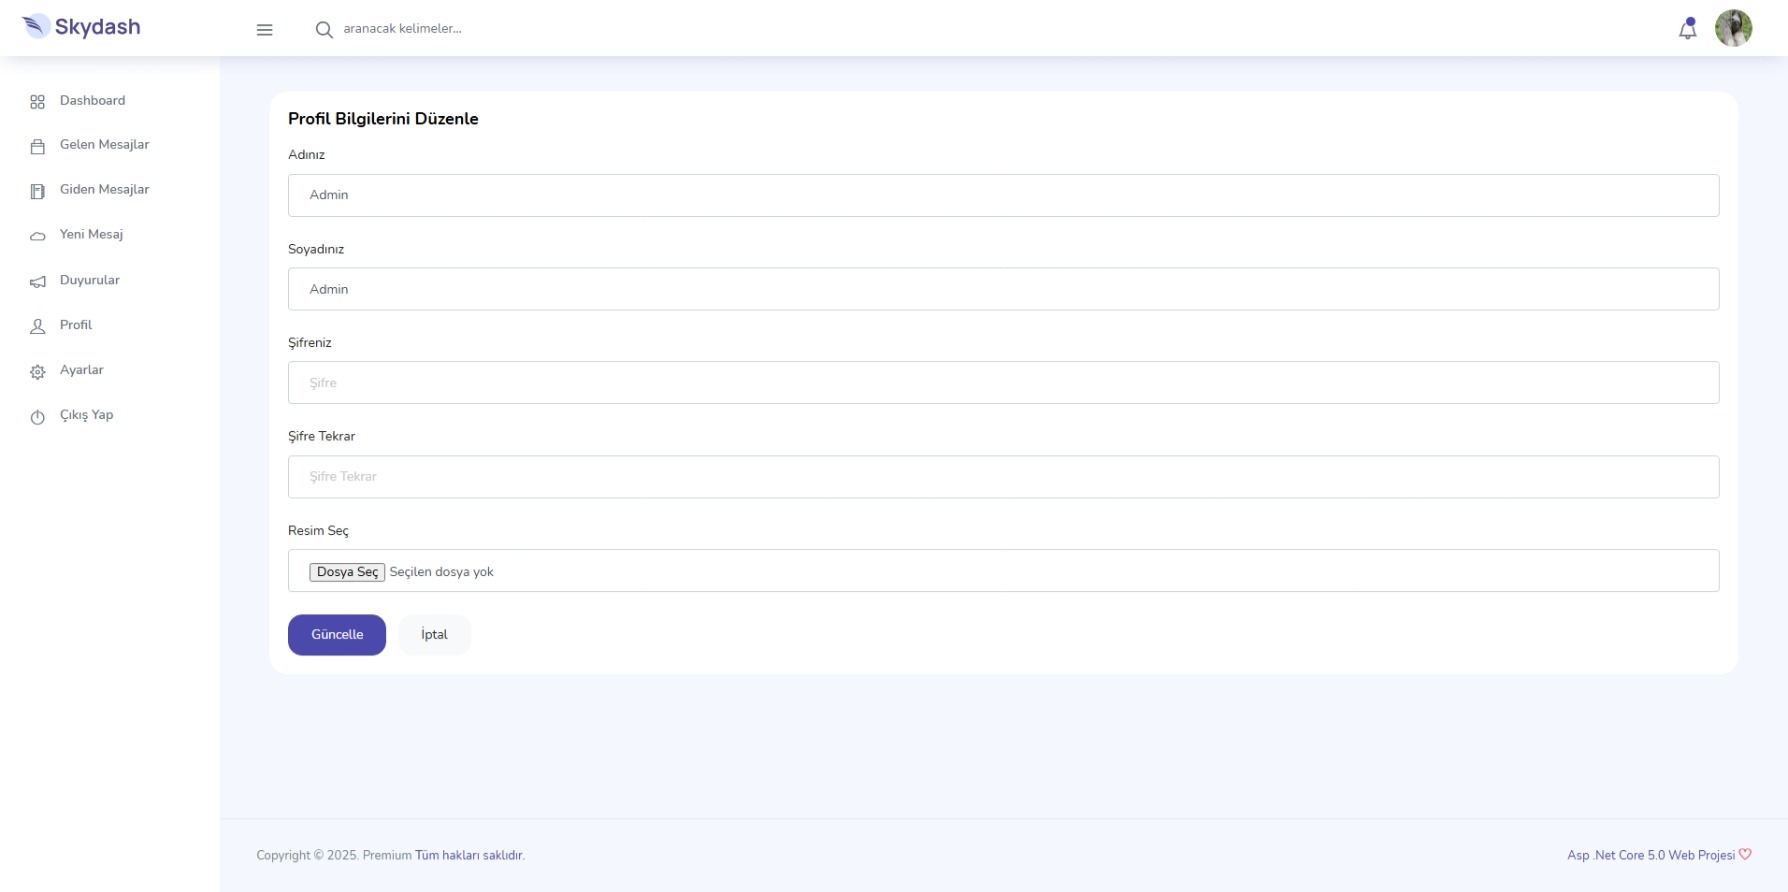 Skydash
aranacak kelimeler...
Dashboard
Gelen Mesajlar
Giden Mesajlar
Yeni Mesaj
Duyurular
Profil
Ayarlar
Çıkış Yap
Profil Bilgilerini Düzenle
Adınız
Admin
Soyadınız
Admin
Şifreniz
Şifre
Şifre Tekrar
Şifre Tekrar
Resim Seç
Dosya Seç Seçilen dosya yok
Güncelle İptal
Copyright © 2025. Premium Tüm hakları saklıdır.
Asp .Net Core 5.0 Web Projesi